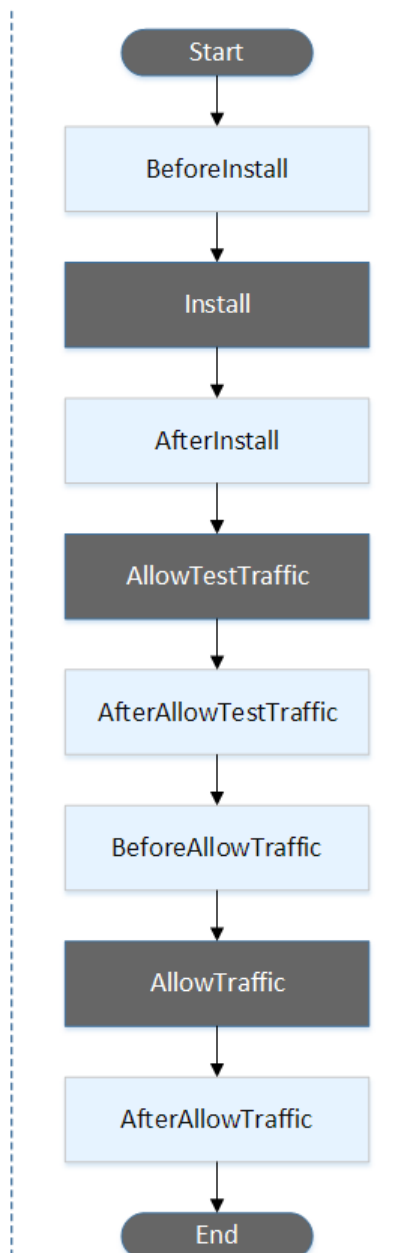 Start
BeforeInstall
Install
AfterInstall
AllowTestTraffic
AfterAllowTestTraffic
BeforeAllowTraffic
AllowTraffic
AfterAllowTraffic
End